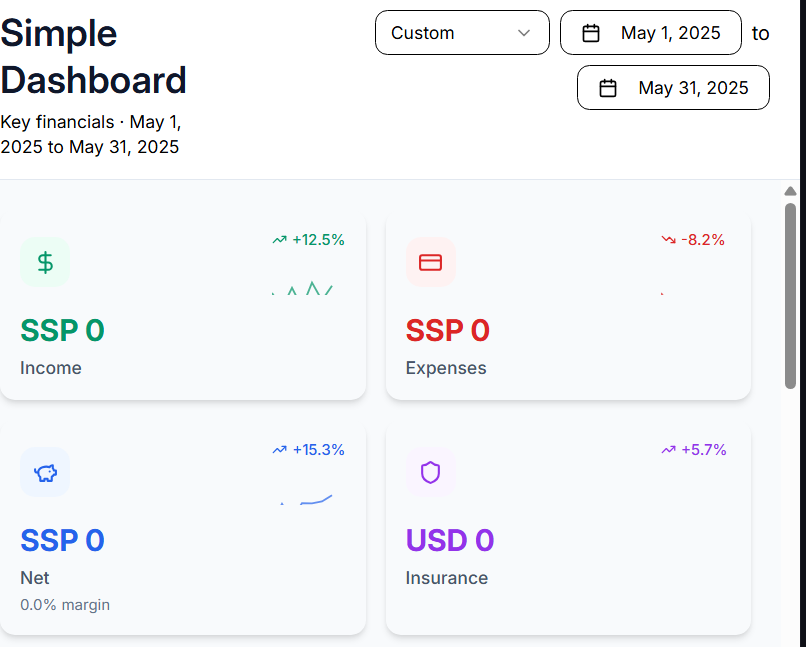 Simple
Dashboard
Key financials · May 1,
2025 to May 31, 2025
Custom
May 1, 2025
to
May 31, 2025
+12.5%
SSP 0
Income
-8.2%
SSP 0
Expenses
+15.3%
SSP 0
Net
0.0% margin
+5.7%
USD 0
Insurance